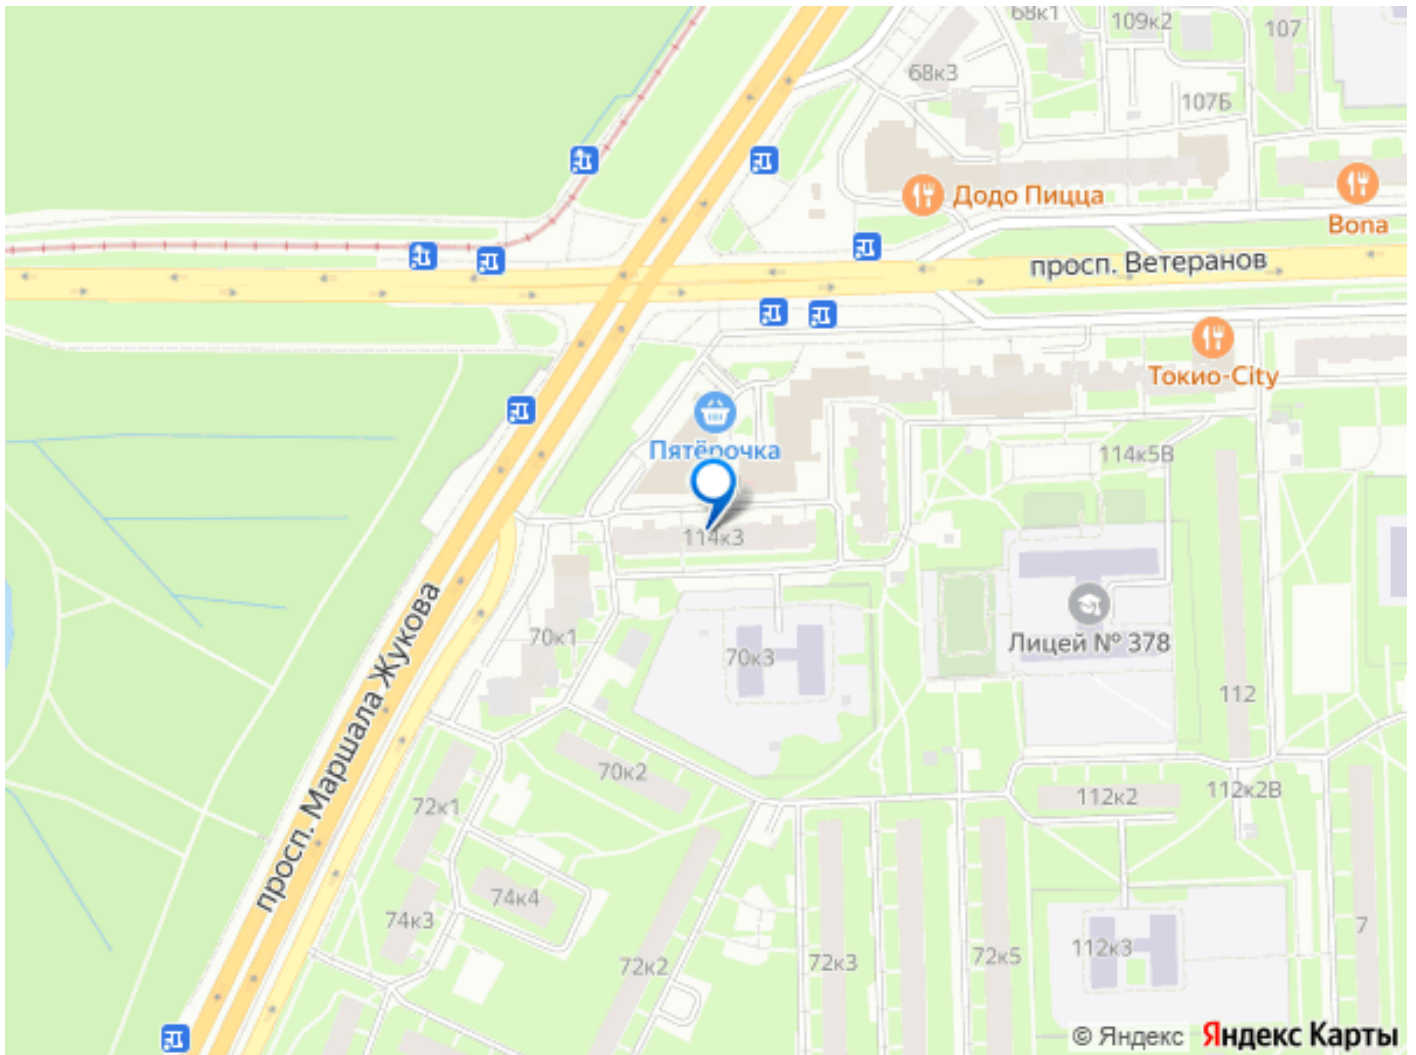 68к1
109к2
107
68к3
107Б
Додо Пицца
Bona
просп. Ветеранов
Токио-City
Пятёрочка
114к5В
114к3
просп. Маршала Жукова
70к1
70к3
Лицей № 378
112
70к2
72к1
112к2
112к2В
74к4
74к3
72к2
72к3
72к5
112к3
7
© Яндекс Яндекс Карты